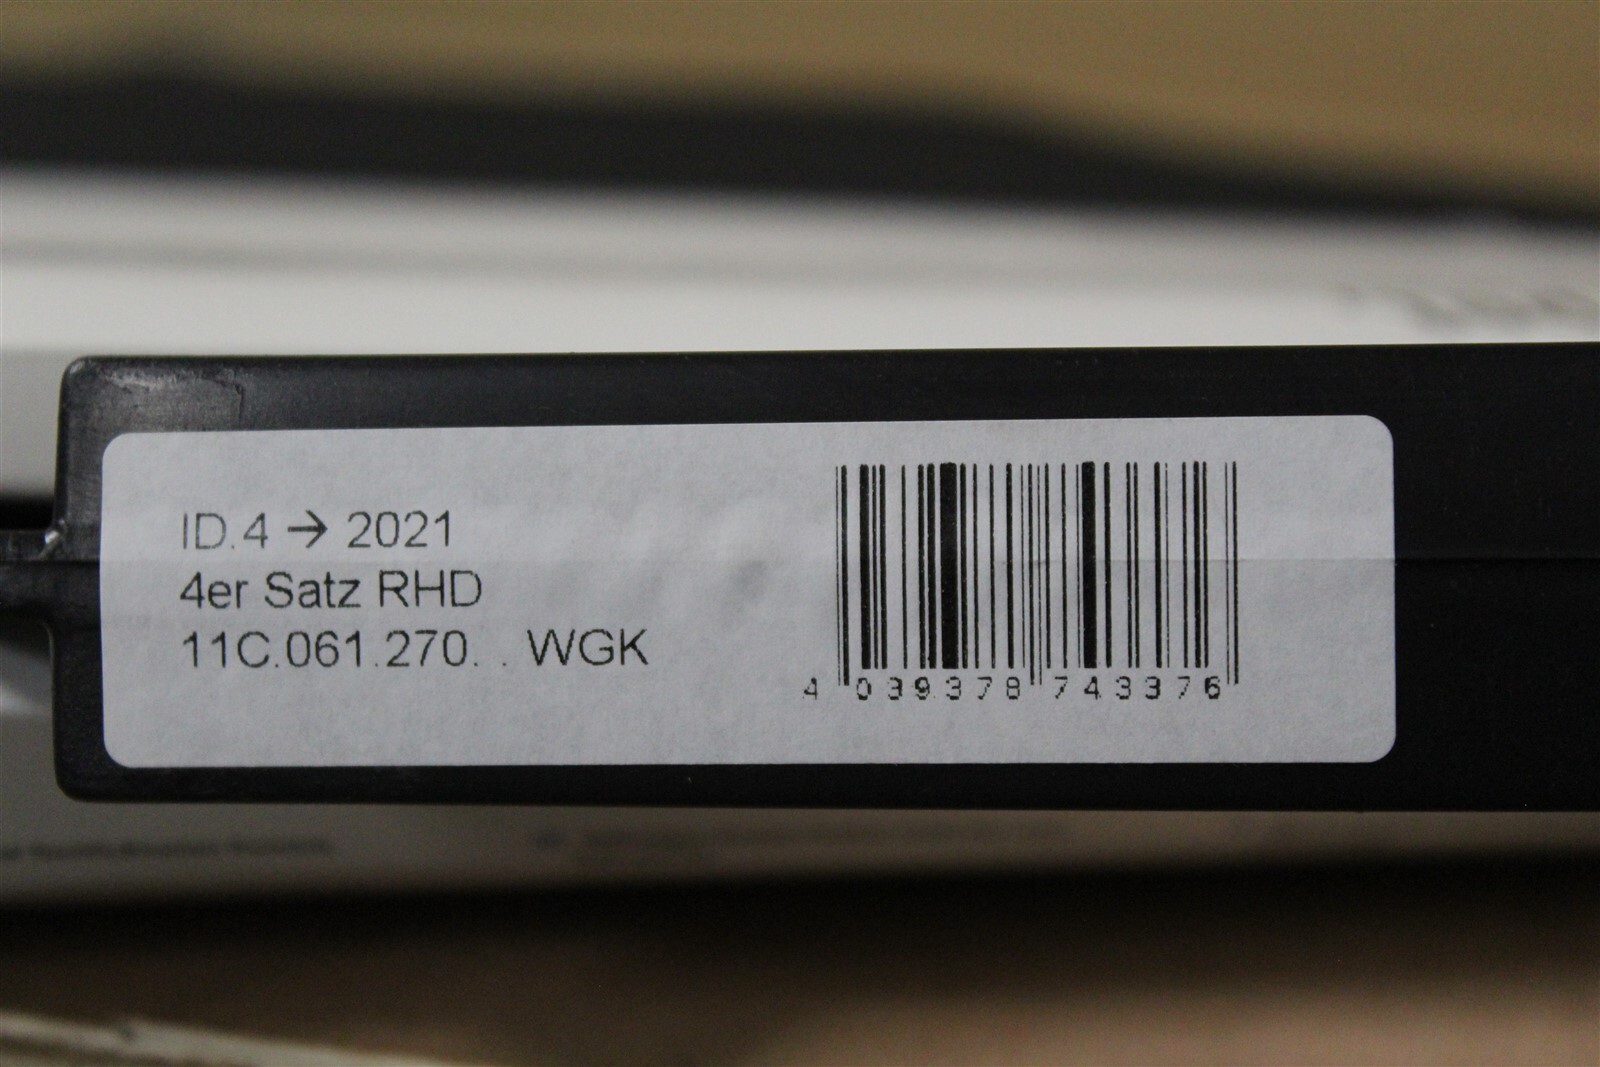 ID.4 → 2021
4er Satz RHD
11C.061.270. . WGK
4 039378 743376